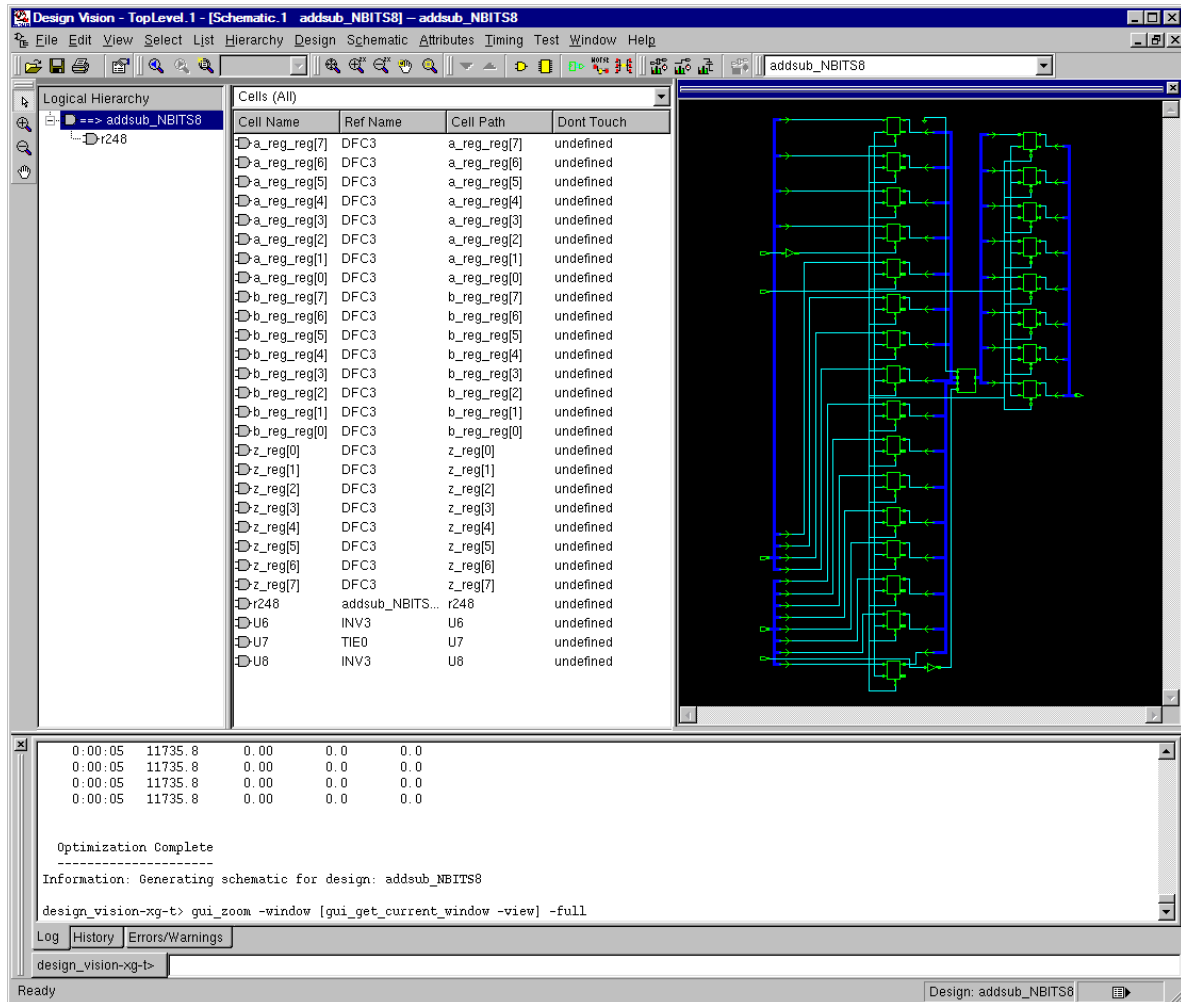 Design Vision - TopLevel.1 - [Schematic.1 addsub_NBITS8] – addsub_NBITS8
File Edit View Select List Hierarchy Design Schematic Attributes Timing Test Window Help
addsub_NBITS8
Logical Hierarchy
==> addsub_NBITS8
r248
Cells (All)
Cell Name Ref Name Cell Path Dont Touch
a_reg_reg[7] DFC3 a_reg_reg[7] undefined
a_reg_reg[6] DFC3 a_reg_reg[6] undefined
a_reg_reg[5] DFC3 a_reg_reg[5] undefined
a_reg_reg[4] DFC3 a_reg_reg[4] undefined
a_reg_reg[3] DFC3 a_reg_reg[3] undefined
a_reg_reg[2] DFC3 a_reg_reg[2] undefined
a_reg_reg[1] DFC3 a_reg_reg[1] undefined
a_reg_reg[0] DFC3 a_reg_reg[0] undefined
b_reg_reg[7] DFC3 b_reg_reg[7] undefined
b_reg_reg[6] DFC3 b_reg_reg[6] undefined
b_reg_reg[5] DFC3 b_reg_reg[5] undefined
b_reg_reg[4] DFC3 b_reg_reg[4] undefined
b_reg_reg[3] DFC3 b_reg_reg[3] undefined
b_reg_reg[2] DFC3 b_reg_reg[2] undefined
b_reg_reg[1] DFC3 b_reg_reg[1] undefined
b_reg_reg[0] DFC3 b_reg_reg[0] undefined
z_reg[0] DFC3 z_reg[0] undefined
z_reg[1] DFC3 z_reg[1] undefined
z_reg[2] DFC3 z_reg[2] undefined
z_reg[3] DFC3 z_reg[3] undefined
z_reg[4] DFC3 z_reg[4] undefined
z_reg[5] DFC3 z_reg[5] undefined
z_reg[6] DFC3 z_reg[6] undefined
z_reg[7] DFC3 z_reg[7] undefined
r248 addsub_NBITS... r248 undefined
U6 INV3 U6 undefined
U7 TIE0 U7 undefined
U8 INV3 U8 undefined
0:00:05 11735.8 0.00 0.0 0.0
0:00:05 11735.8 0.00 0.0 0.0
0:00:05 11735.8 0.00 0.0 0.0
0:00:05 11735.8 0.00 0.0 0.0
Optimization Complete
---------------------
Information: Generating schematic for design: addsub_NBITS8
design_vision-xg-t> gui_zoom -window [gui_get_current_window -view] -full
Log History Errors/Warnings
design_vision-xg-t>
Ready Design: addsub_NBITS8